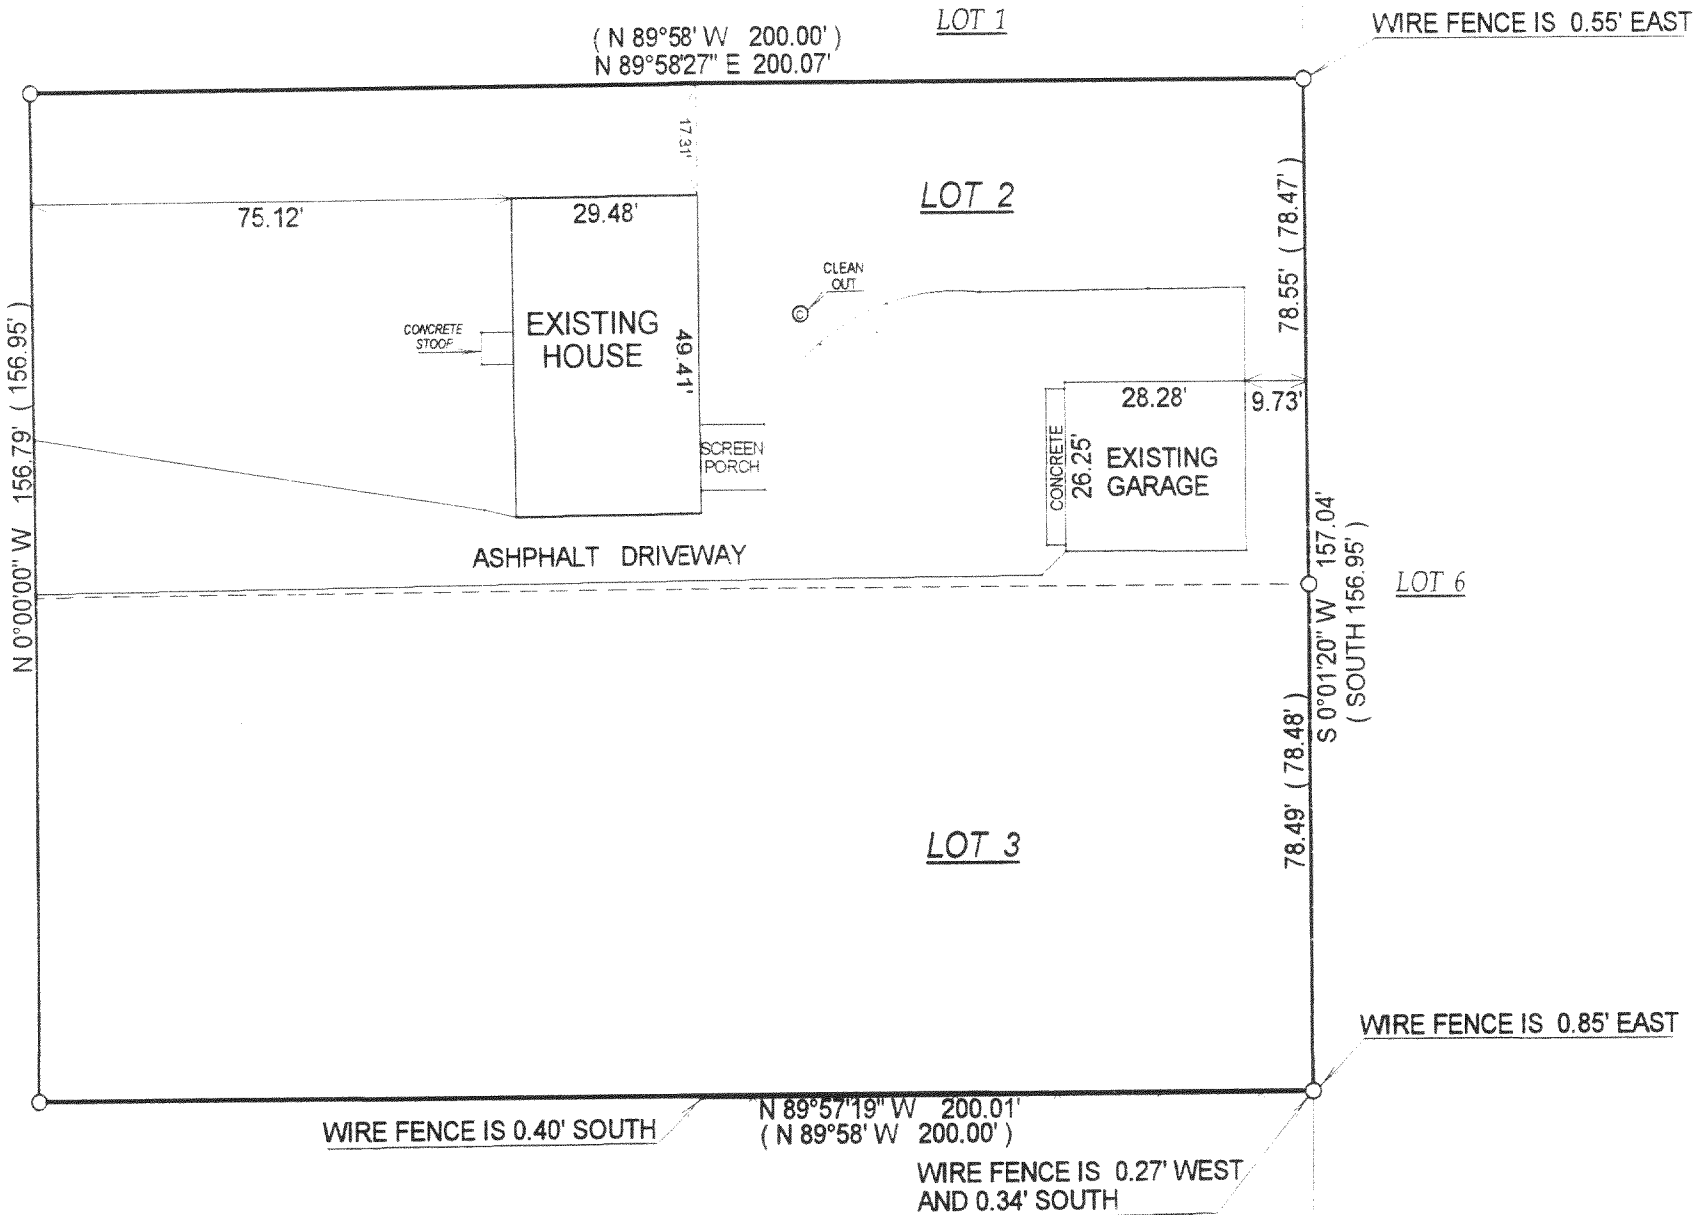 LOT 1
WIRE FENCE IS 0.55' EAST
( N 89°58' W 200.00' )
N 89°58'27" E 200.07'
17.31'
LOT 2
78.55' ( 78.47' )
75.12'
29.48'
CLEAN
OUT
C
EXISTING
HOUSE
49.41'
CONCRETE
STOOP
N 0°00'00" W 156.79' ( 156.95' )
28.28'
9.73'
CONCRETE
26.25'
EXISTING
GARAGE
SCREEN
PORCH
ASHPHALT DRIVEWAY
S 0°01'20" W 157.04'
( SOUTH 156.95' )
LOT 6
78.49' ( 78.48' )
LOT 3
WIRE FENCE IS 0.85' EAST
N 89°57'19" W 200.01'
( N 89°58' W 200.00' )
WIRE FENCE IS 0.40' SOUTH
WIRE FENCE IS 0.27' WEST
AND 0.34' SOUTH